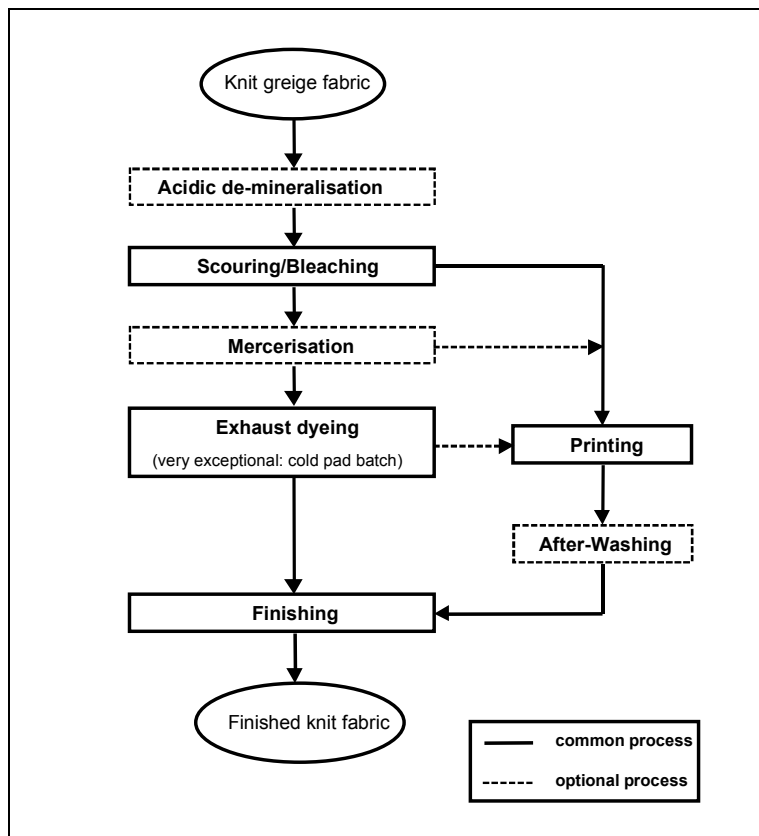 Knit greige fabric
Acidic de-mineralisation
Scouring/Bleaching
Mercerisation
Exhaust dyeing
(very exceptional: cold pad batch)
Printing
After-Washing
Finishing
Finished knit fabric
common process
optional process